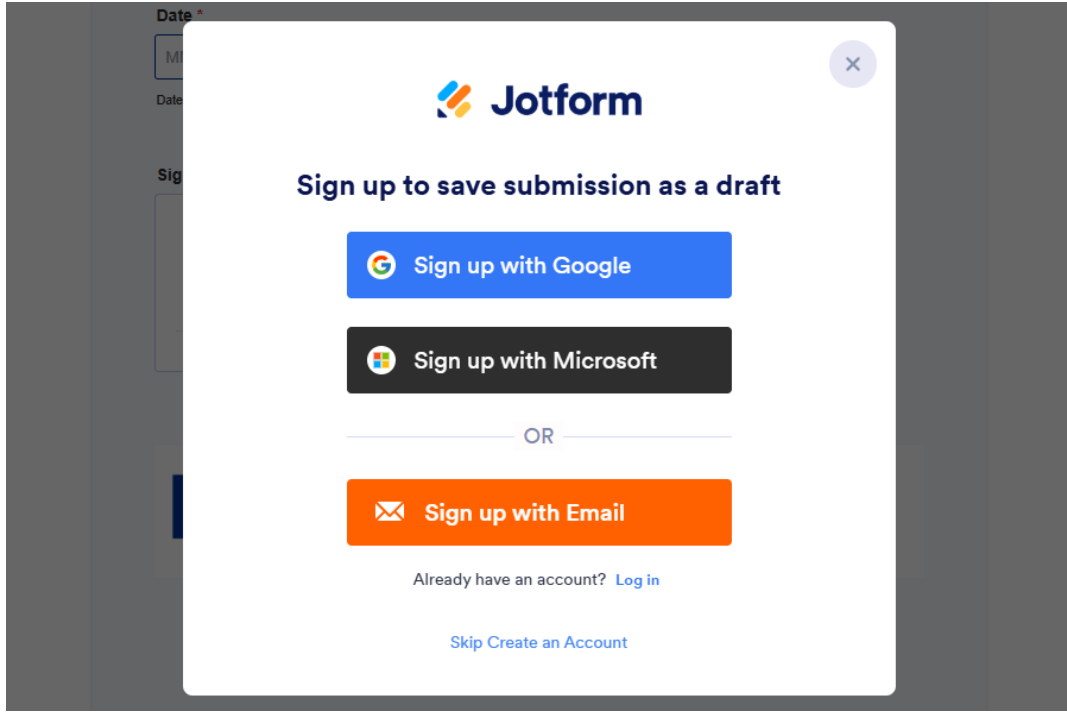 Date *
Date
Jotform
Sign up to save submission as a draft
Sign up with Google
Sign up with Microsoft
OR
Sign up with Email
Already have an account? Log in
Skip Create an Account